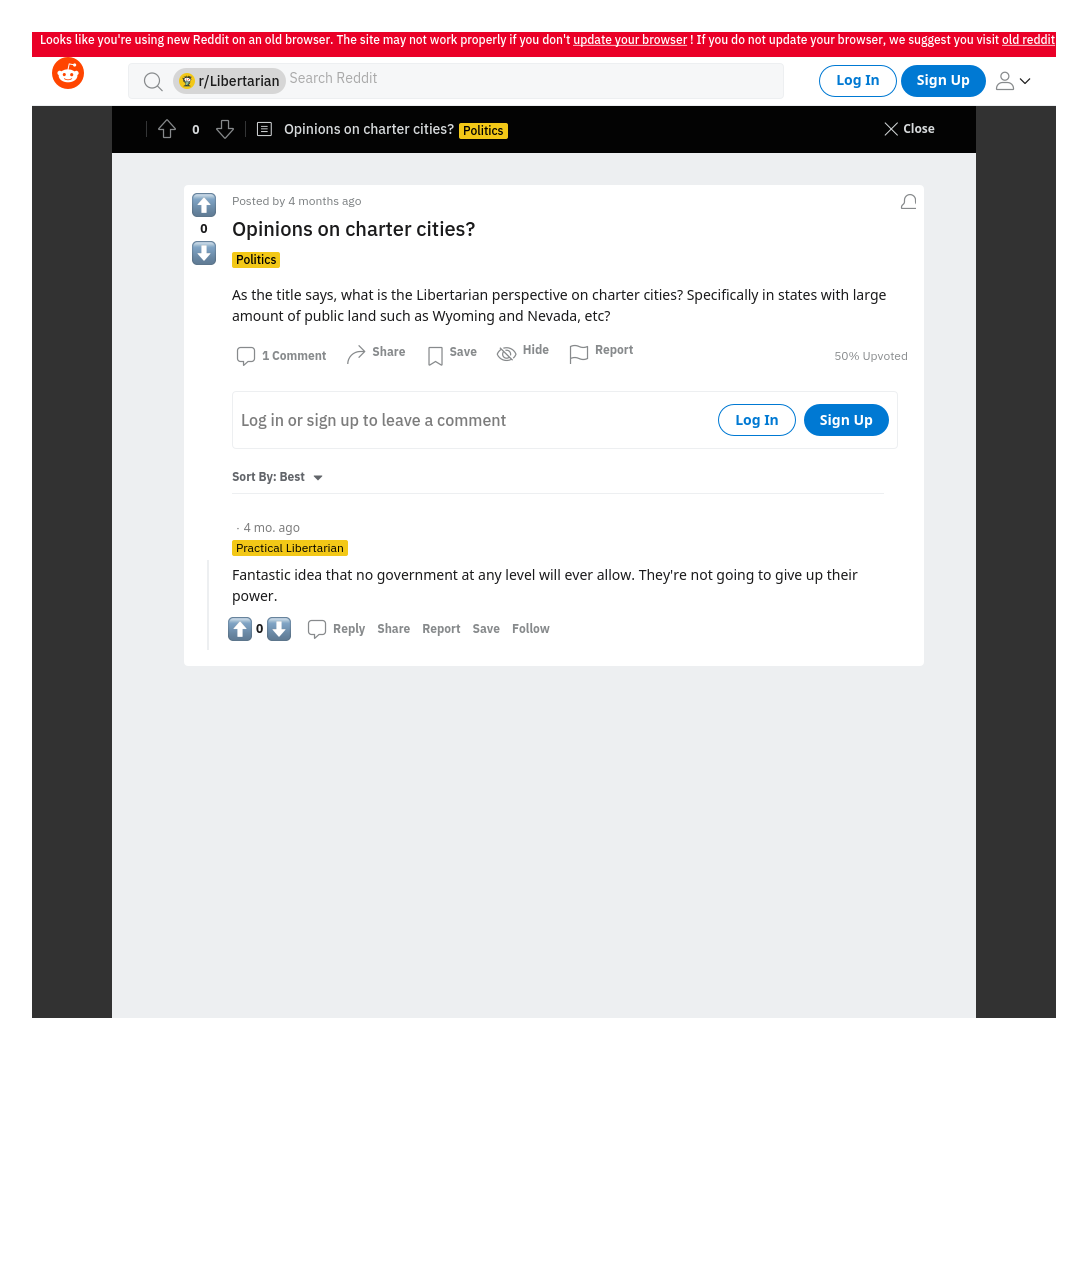 Looks like you're using new Reddit on an old browser. The site may not work properly if you don't update your browser ! If you do not update your browser, we suggest you visit old reddit
r/Libertarian Search Reddit Log In Sign Up
0 Opinions on charter cities? Politics Close
Posted by 4 months ago
0
Opinions on charter cities?
Politics
As the title says, what is the Libertarian perspective on charter cities? Specifically in states with large
amount of public land such as Wyoming and Nevada, etc?
1 Comment Share Save Hide Report 50% Upvoted
Log in or sign up to leave a comment Log In Sign Up
Sort By: Best
· 4 mo. ago
Practical Libertarian
Fantastic idea that no government at any level will ever allow. They're not going to give up their
power.
0 Reply Share Report Save Follow